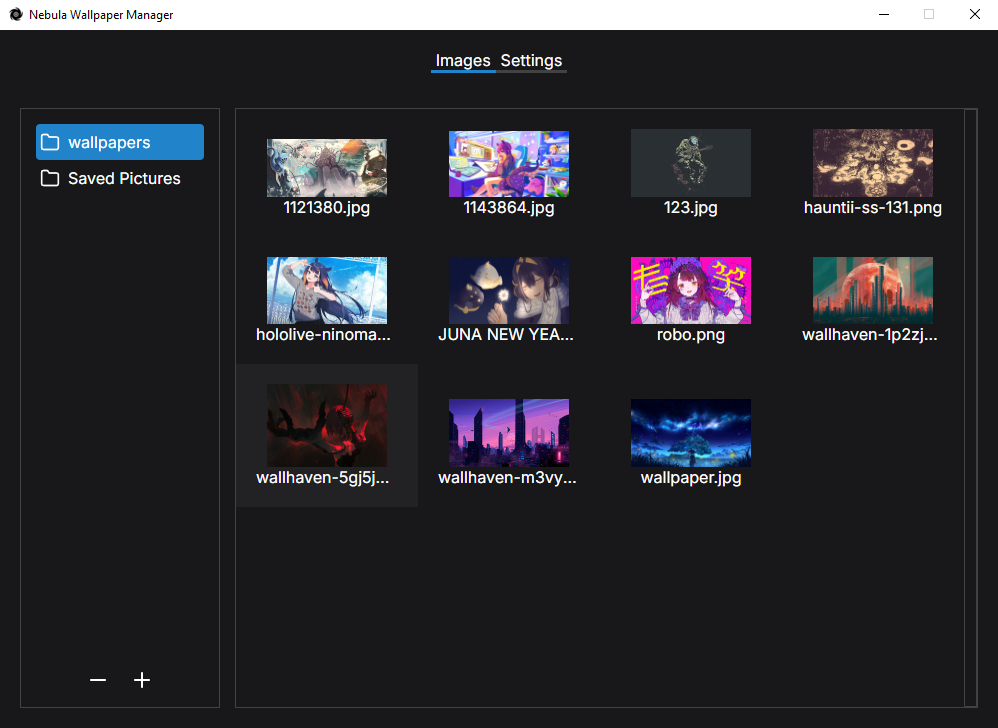 Nebula Wallpaper Manager
Images Settings
wallpapers
Saved Pictures
1121380.jpg
1143864.jpg
123.jpg
hauntii-ss-131.png
hololive-ninoma...
JUNA NEW YEA...
robo.png
wallhaven-1p2zj...
wallhaven-5gj5j...
wallhaven-m3vy...
wallpaper.jpg